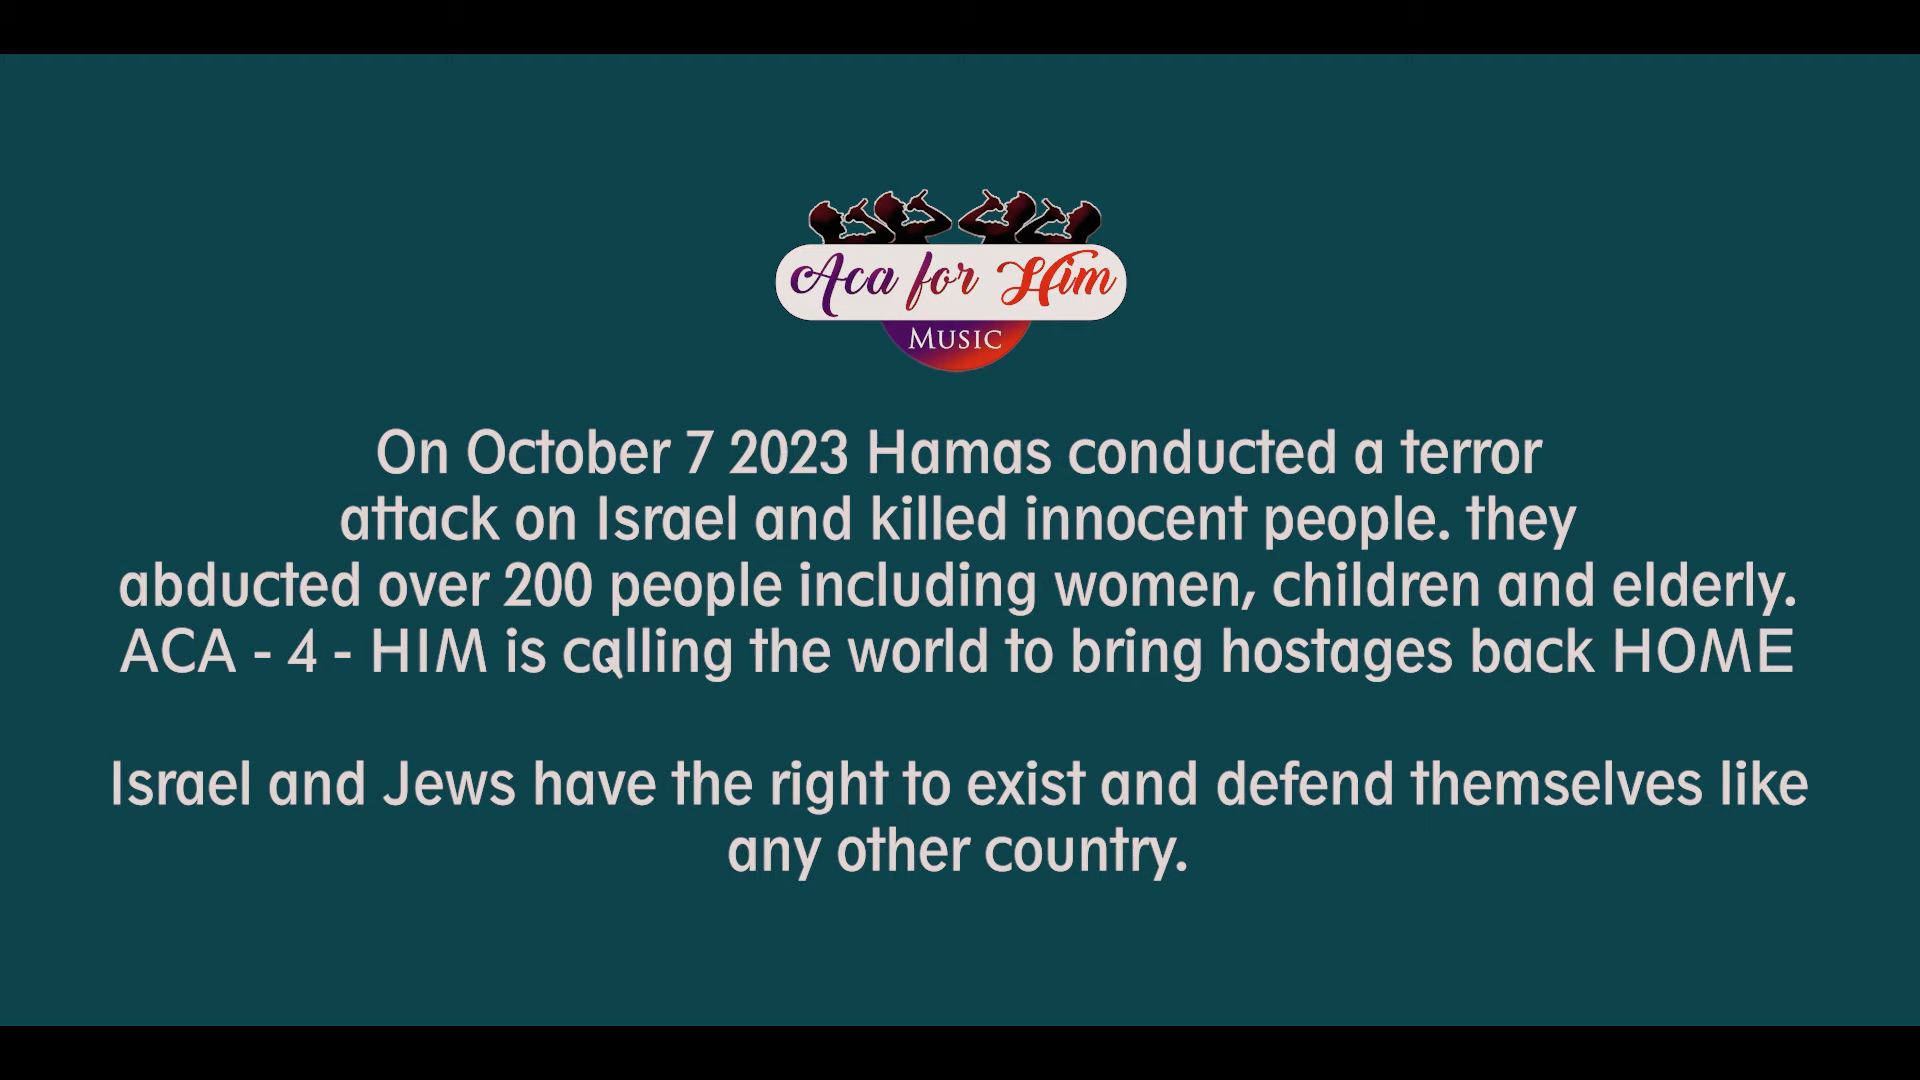 Aca for Him
MUSIC
On October 7 2023 Hamas conducted a terror
attack on Israel and killed innocent people. they
abducted over 200 people including women, children and elderly.
ACA - 4 - HIM is calling the world to bring hostages back HOME
Israel and Jews have the right to exist and defend themselves like
any other country.